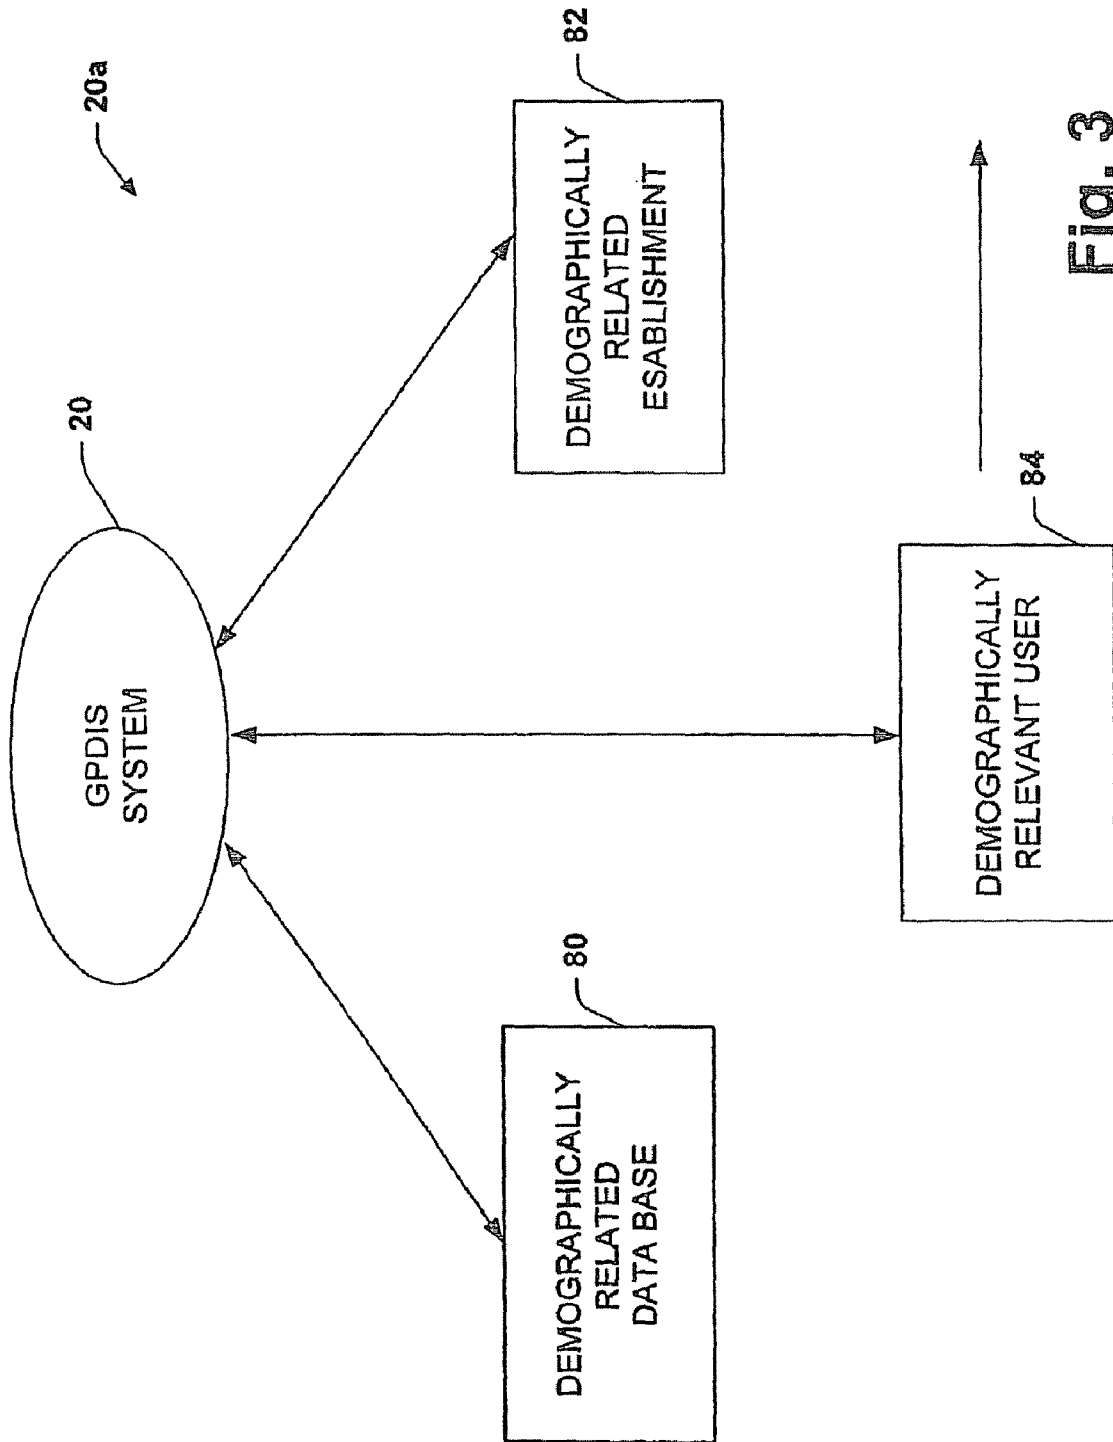 20a
20
GPDIS
SYSTEM
80
DEMOGRAPHICALLY
RELATED
DATA BASE
82
DEMOGRAPHICALLY
RELATED
ESABLISHMENT
84
DEMOGRAPHICALLY
RELEVANT USER
Fig. 3